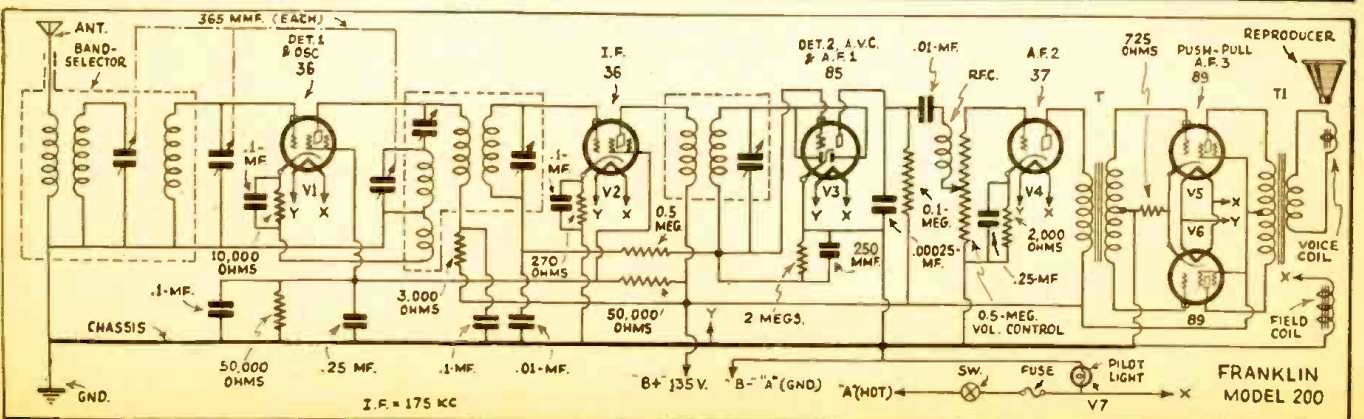 ANT.
BAND-
SELECTOR
365 MMF. (EACH)
DET.1
& OSC
36
I.F.
36
DET.2, A.V.C.
& A.F.1
85
.01-MF.
R.F.C.
A.F.2
37
725
OHMS
PUSH-PULL
A.F.3
89
REPRODUCER
T
T1
.1-
MF.
V1
Y
X
.1-
MF.
V2
Y
X
V3
Y
X
V4
Y
X
V5
X
Y
V6
89
10,000
OHMS
3,000
OHMS
270
OHMS
0.5
MEG.
50,000
OHMS
250
MMF.
2 MEGS.
.00025-
MF.
0.1-
MEG.
2,000
OHMS
.25-MF
0.5-MEG.
VOL. CONTROL
VOICE
COIL
X
FIELD
COIL
.1-MF.
CHASSIS
50,000
OHMS
.25 MF.
.1-MF.
.01-MF.
Y
GND.
I.F. = 175 KC
"B+" 135 V.
"B-" "A" (GND)
"A"(HOT)
SW.
FUSE
PILOT
LIGHT
V7
X
FRANKLIN
MODEL 200